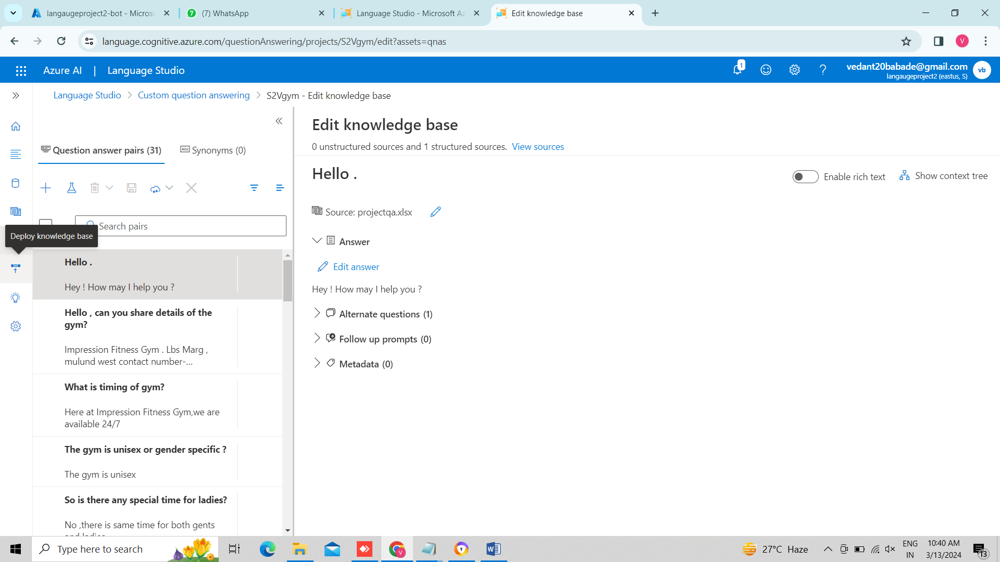 langaugeproject2-bot - Micros
(7) WhatsApp
Language Studio - Microsoft Az
Edit knowledge base
language.cognitive.azure.com/questionAnswering/projects/S2Vgym/edit?assets=qnas
V
Azure AI | Language Studio
1
vedant20babade@gmail.com
langaugeproject2 (eastus, S)
vb
Language Studio > Custom question answering > S2Vgym - Edit knowledge base
Question answer pairs (31)
Synonyms (0)
Search pairs
Deploy knowledge base
Hello .
Hey ! How may I help you ?
Hello , can you share details of the
gym?
Impression Fitness Gym . Lbs Marg ,
mulund west contact number-...
What is timing of gym?
Here at Impression Fitness Gym,we are
available 24/7
The gym is unisex or gender specific ?
The gym is unisex
So is there any special time for ladies?
No ,there is same time for both gents
and ladies
Edit knowledge base
0 unstructured sources and 1 structured sources. View sources
Hello .
Enable rich text
Show context tree
Source: projectqa.xlsx
Answer
Edit answer
Hey ! How may I help you ?
Alternate questions (1)
Follow up prompts (0)
Metadata (0)
Type here to search
27°C Haze
ENG
IN
10:40 AM
3/13/2024
13